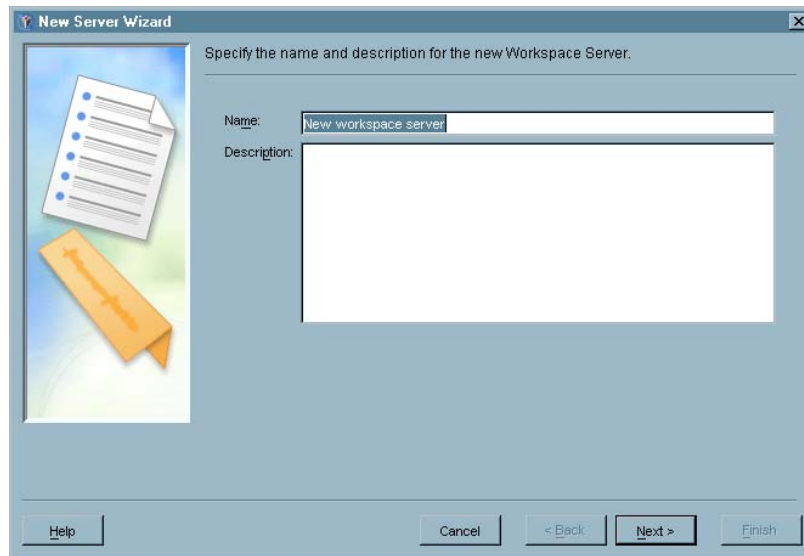 New Server Wizard
Specify the name and description for the new Workspace Server.
Name:
New workspace server
Description:
Help
Cancel
< Back
Next >
Finish